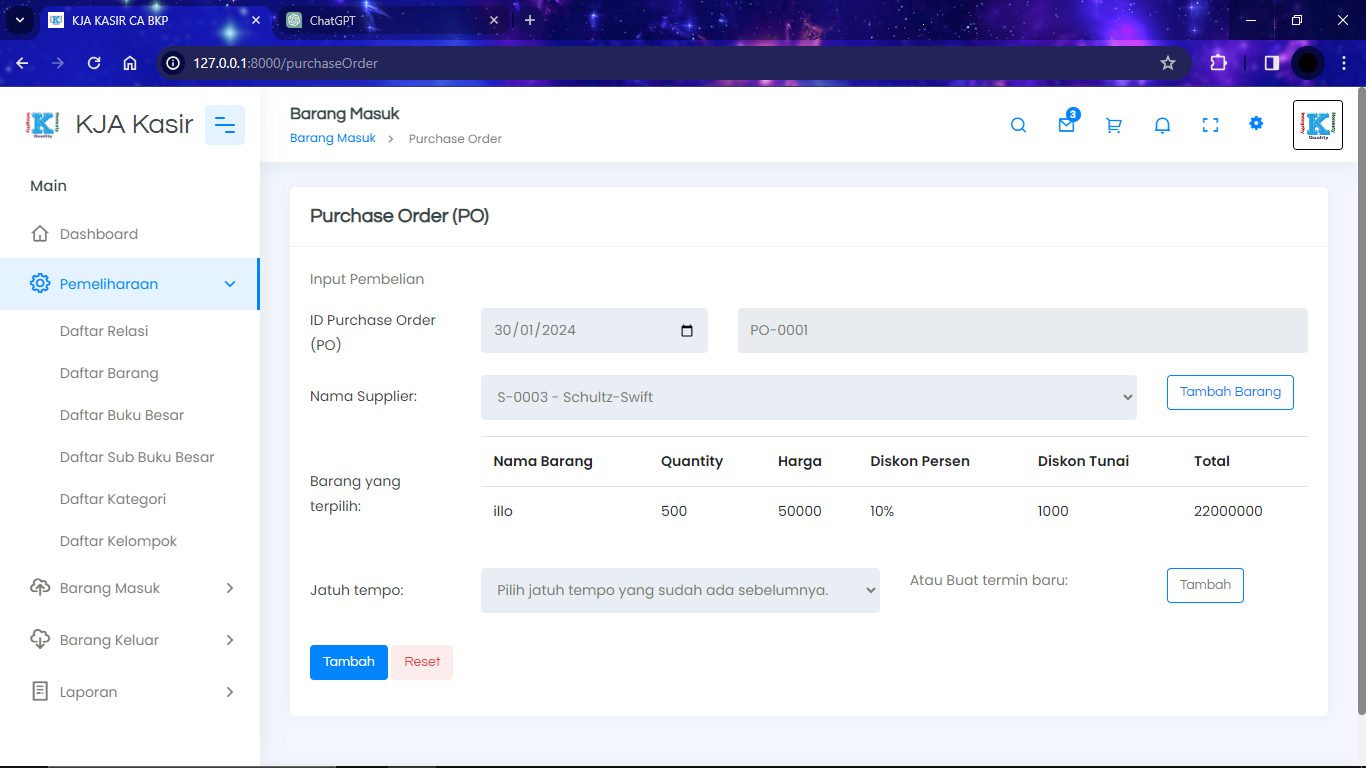 KJA KASIR CA BKP
ChatGPT
127.0.0.1:8000/purchaseOrder
KJA Kasir
Barang Masuk
Barang Masuk > Purchase Order
3
Main
Dashboard
Pemeliharaan
Daftar Relasi
Daftar Barang
Daftar Buku Besar
Daftar Sub Buku Besar
Daftar Kategori
Daftar Kelompok
Barang Masuk
Barang Keluar
Laporan
Purchase Order (PO)
Input Pembelian
ID Purchase Order
(PO)
30/01/2024
PO-0001
Nama Supplier:
S-0003 - Schultz-Swift
Tambah Barang
Barang yang
terpilih:
Nama Barang Quantity Harga Diskon Persen Diskon Tunai Total
illo 500 50000 10% 1000 22000000
Jatuh tempo:
Pilih jatuh tempo yang sudah ada sebelumnya.
Atau Buat termin baru:
Tambah
Tambah
Reset